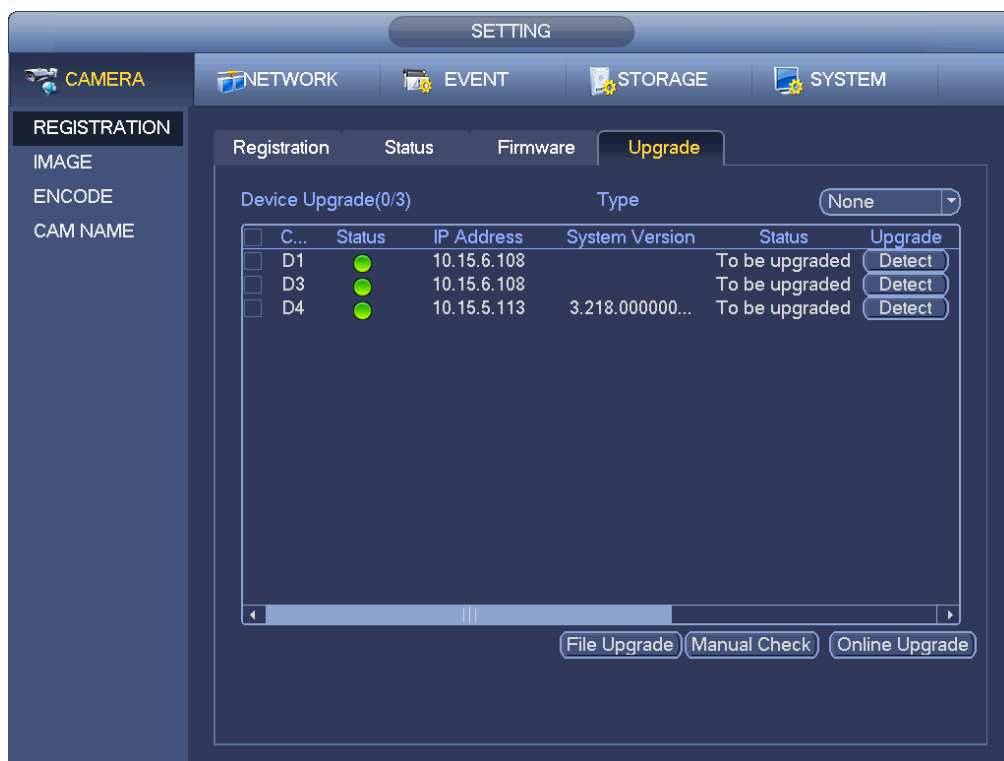 SETTING
CAMERA NETWORK EVENT STORAGE SYSTEM
REGISTRATION
IMAGE
ENCODE
CAM NAME
Registration Status Firmware Upgrade
Device Upgrade(0/3) Type None
C... Status IP Address System Version Status Upgrade
D1 10.15.6.108 To be upgraded Detect
D3 10.15.6.108 To be upgraded Detect
D4 10.15.5.113 3.218.000000... To be upgraded Detect
File Upgrade Manual Check Online Upgrade